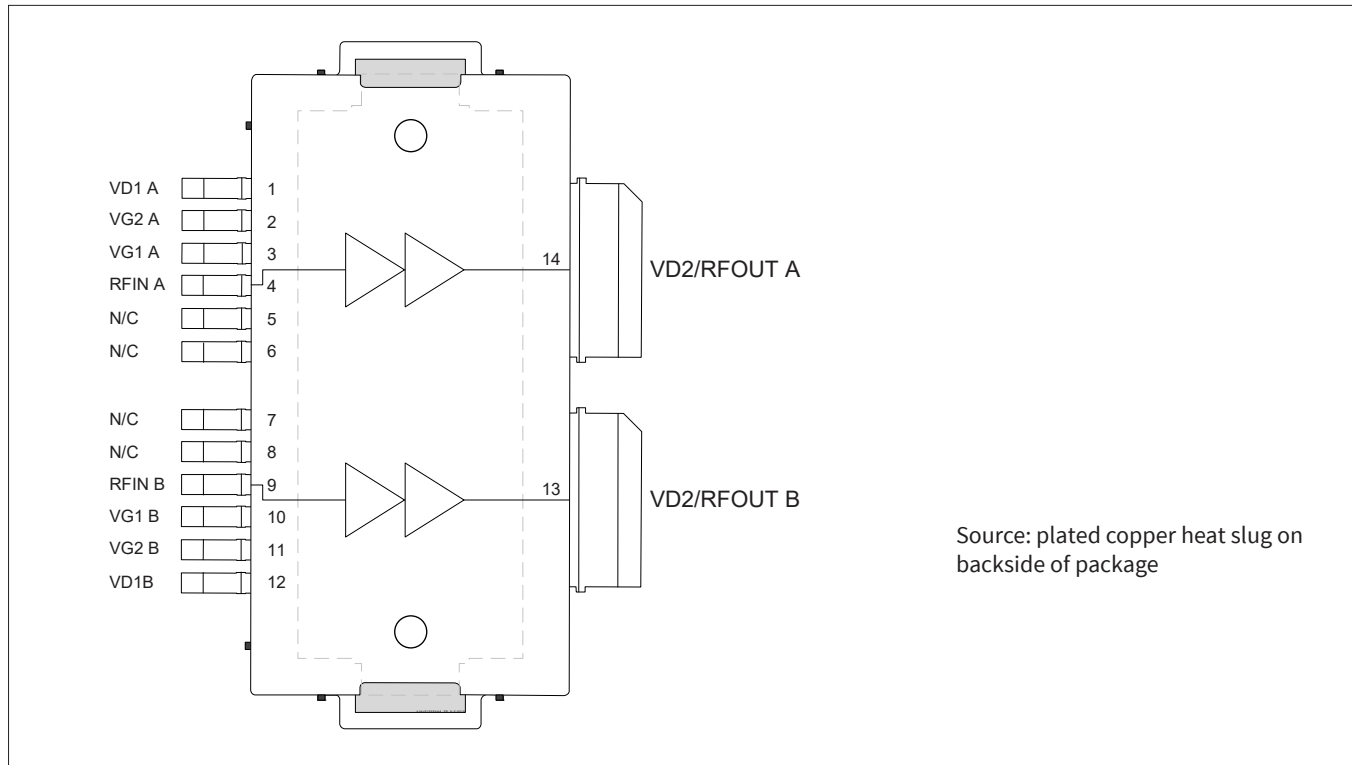 VD1 A
1
VG2 A
2
VG1 A
3
RFIN A
4
N/C
5
N/C
6
14
VD2/RFOUT A
N/C
7
N/C
8
RFIN B
9
VG1 B
10
VG2 B
11
VD1B
12
13
VD2/RFOUT B
Source: plated copper heat slug on
backside of package